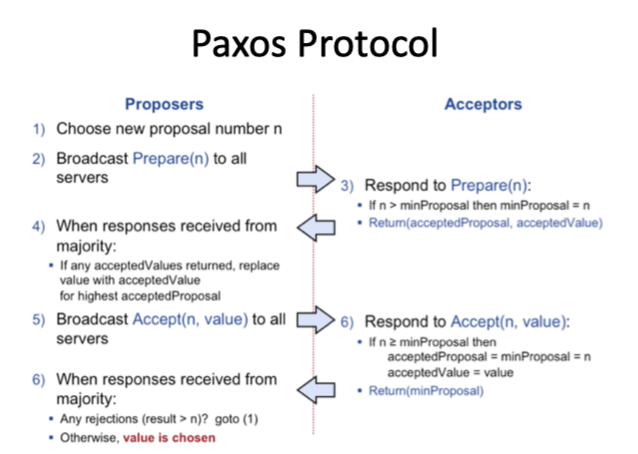 Paxos Protocol
Proposers
1) Choose new proposal number n
2) Broadcast Prepare(n) to all
servers
4) When responses received from
majority:
▪ If any acceptedValues returned, replace
value with acceptedValue
for highest acceptedProposal
5) Broadcast Accept(n, value) to all
servers
6) When responses received from
majority:
▪ Any rejections (result > n)? goto (1)
▪ Otherwise, value is chosen
Acceptors
3) Respond to Prepare(n):
▪ If n > minProposal then minProposal = n
▪ Return(acceptedProposal, acceptedValue)
6) Respond to Accept(n, value):
▪ If n ≥ minProposal then
acceptedProposal = minProposal = n
acceptedValue = value
▪ Return(minProposal)